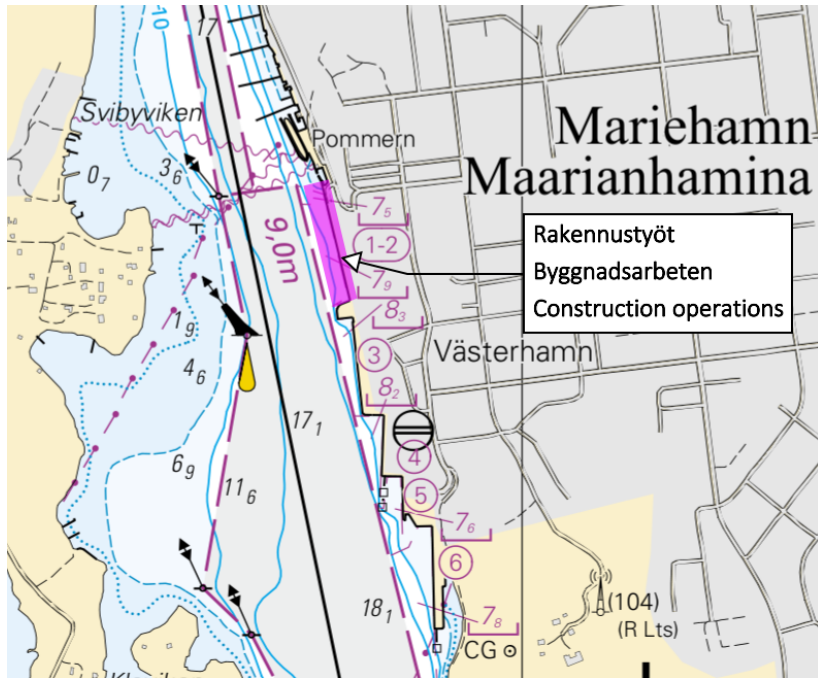 17
-10
Svibyviken
Pommern
Mariehamn
Maarianhamina
0₇
3₆
9,0m
7₅
1-2
7₉
8₃
Rakennustyöt
Byggnadsarbeten
Construction operations
1₉
4₆
17₁
3
Västerhamn
8₂
4
6₉
11₆
5
7₆
6
18₁
7₈
(104)
(R Lts)
CG